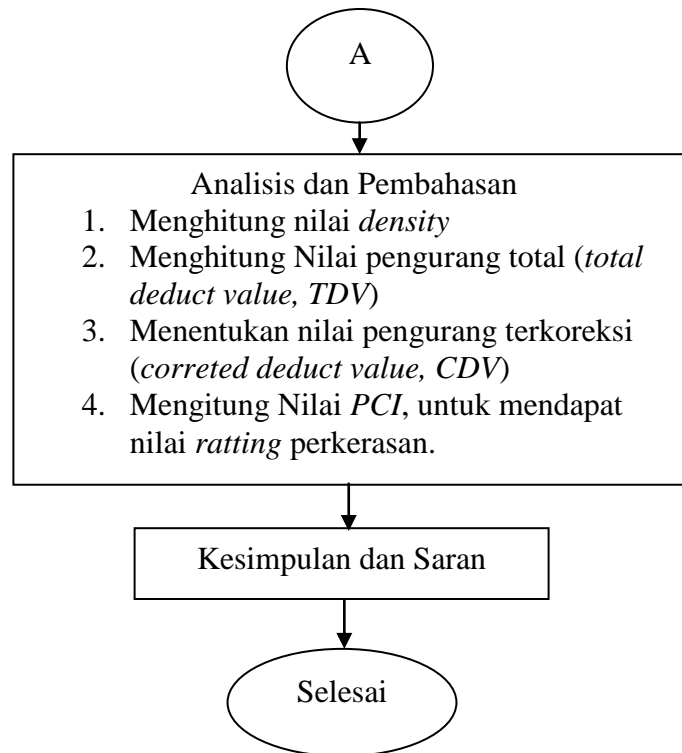 A
Analisis dan Pembahasan
1. Menghitung nilai density
2. Menghitung Nilai pengurang total (total
deduct value, TDV)
3. Menentukan nilai pengurang terkoreksi
(correted deduct value, CDV)
4. Mengitung Nilai PCI, untuk mendapat
nilai ratting perkerasan.
Kesimpulan dan Saran
Selesai